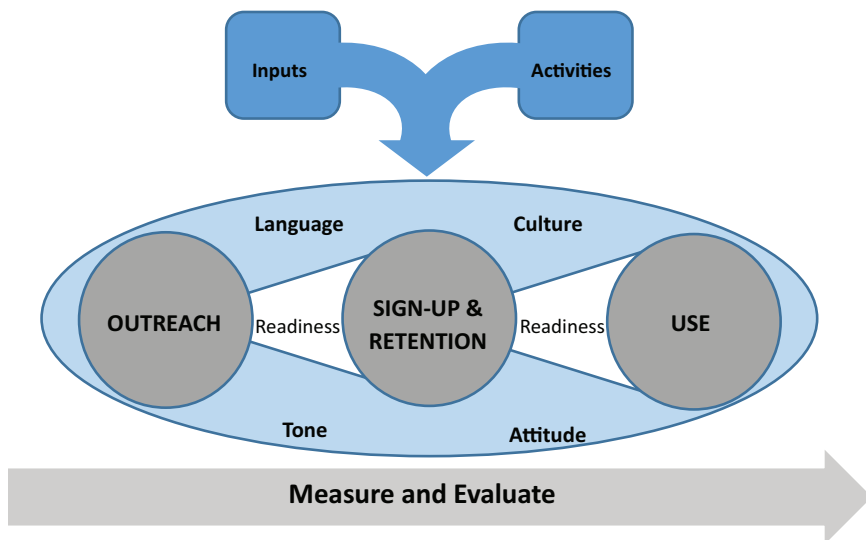 Inputs
Activities
Language
Culture
OUTREACH
Readiness
SIGN-UP &
RETENTION
Readiness
USE
Tone
Attitude
Measure and Evaluate